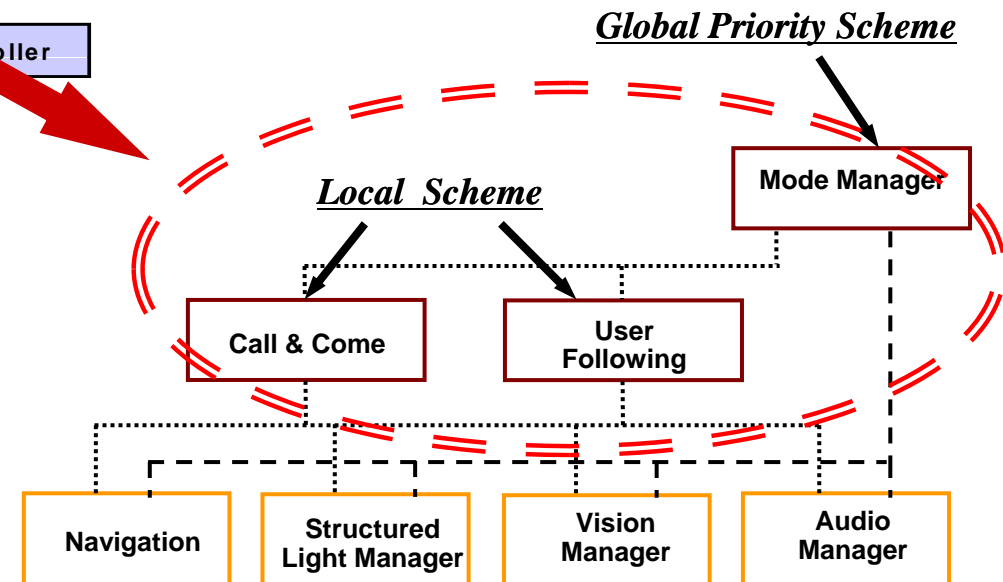 Global Priority Scheme
Mode Manager
Local Scheme
Call & Come
User
Following
Navigation
Structured
Light Manager
Vision
Manager
Audio
Manager